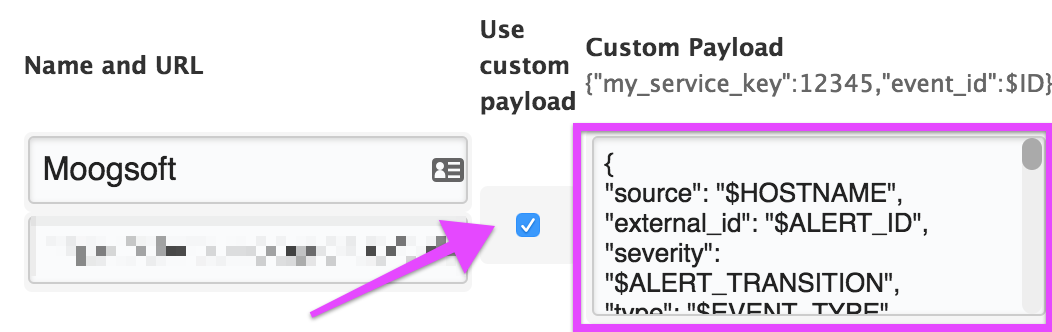 Name and URL
Use
custom
payload
Custom Payload
{"my_service_key":12345,"event_id":$ID}
Moogsoft
{
"source": "$HOSTNAME",
"external_id": "$ALERT_ID",
"severity":
"$ALERT_TRANSITION",
"type": "$EVENT_TYPE"